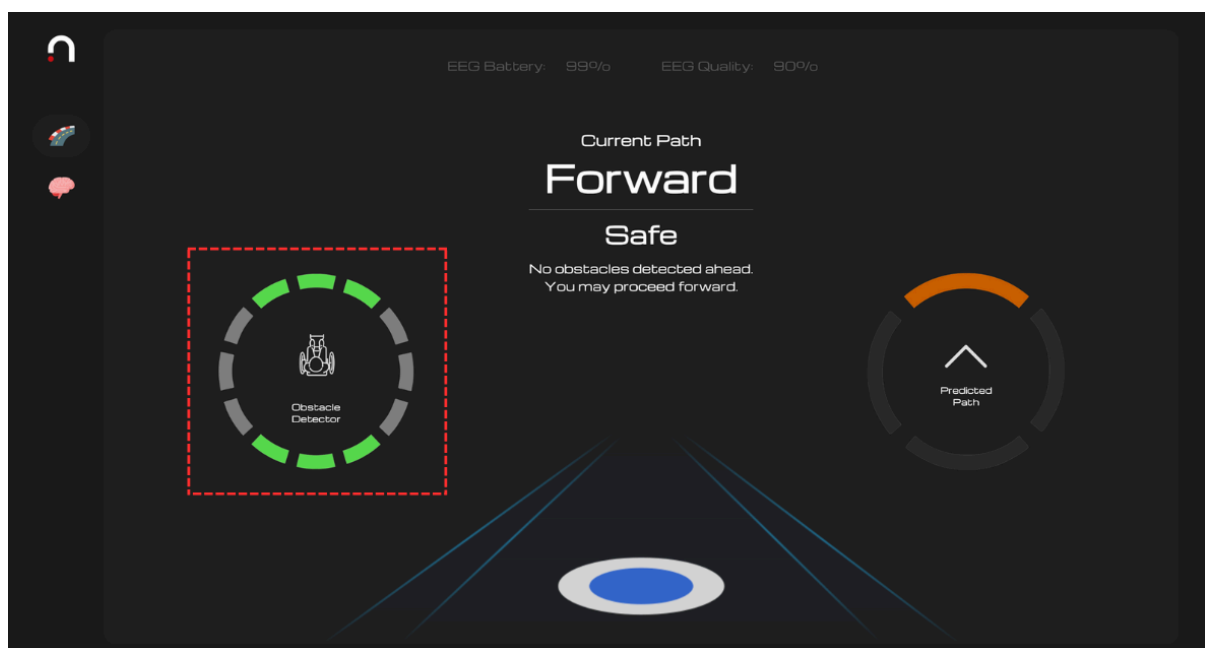 EEG Battery: 99% EEG Quality: 90%
Current Path
Forward
Safe
No obstacles detected ahead.
You may proceed forward.
Obstacle
Detector
Predicted
Path